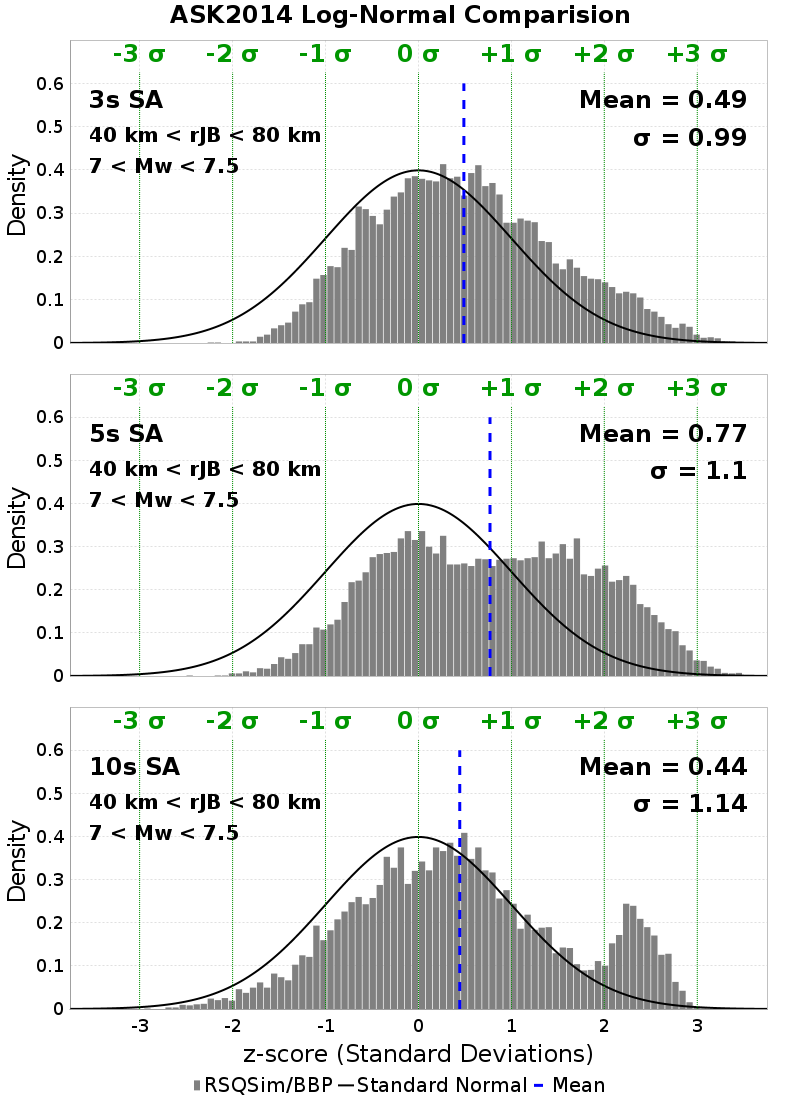 ASK2014 Log-Normal Comparision
-3 σ -2 σ -1 σ 0 σ +1 σ +2 σ +3 σ
3s SA
40 km < rJB < 80 km
7 < Mw < 7.5
Mean = 0.49
σ = 0.99
Density
0.6
0.5
0.4
0.3
0.2
0.1
0
-3 σ -2 σ -1 σ 0 σ +1 σ +2 σ +3 σ
5s SA
40 km < rJB < 80 km
7 < Mw < 7.5
Mean = 0.77
σ = 1.1
Density
0.6
0.5
0.4
0.3
0.2
0.1
0
-3 σ -2 σ -1 σ 0 σ +1 σ +2 σ +3 σ
10s SA
40 km < rJB < 80 km
7 < Mw < 7.5
Mean = 0.44
σ = 1.14
Density
0.6
0.5
0.4
0.3
0.2
0.1
0
-3 -2 -1 0 1 2 3
z-score (Standard Deviations)
RSQSim/BBP Standard Normal Mean